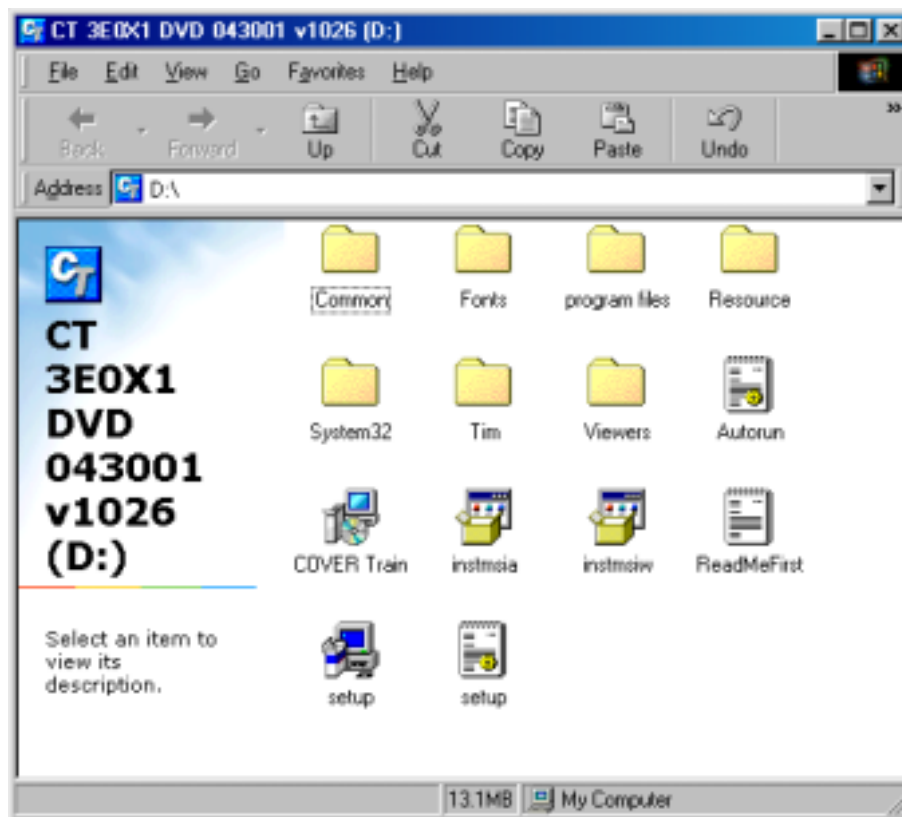 CT 3E0X1 DVD 043001 v1026 (D:)
File Edit View Go Favorites Help
Back Forward Up Cut Copy Paste Undo »
Address D:\
CT
3E0X1
DVD
043001
v1026
(D:)
Select an item to
view its
description.
Common Fonts program files Resource
System32 Tim Viewers Autorun
COVER Train instmsia instmsiw ReadMeFirst
setup setup
13.1MB My Computer